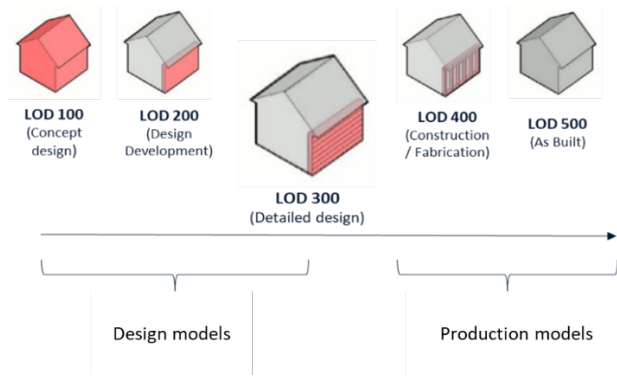 LOD 100
(Concept
design)
LOD 200
(Design
Development)
LOD 300
(Detailed design)
LOD 400
(Construction
/ Fabrication)
LOD 500
(As Built)
Design models
Production models